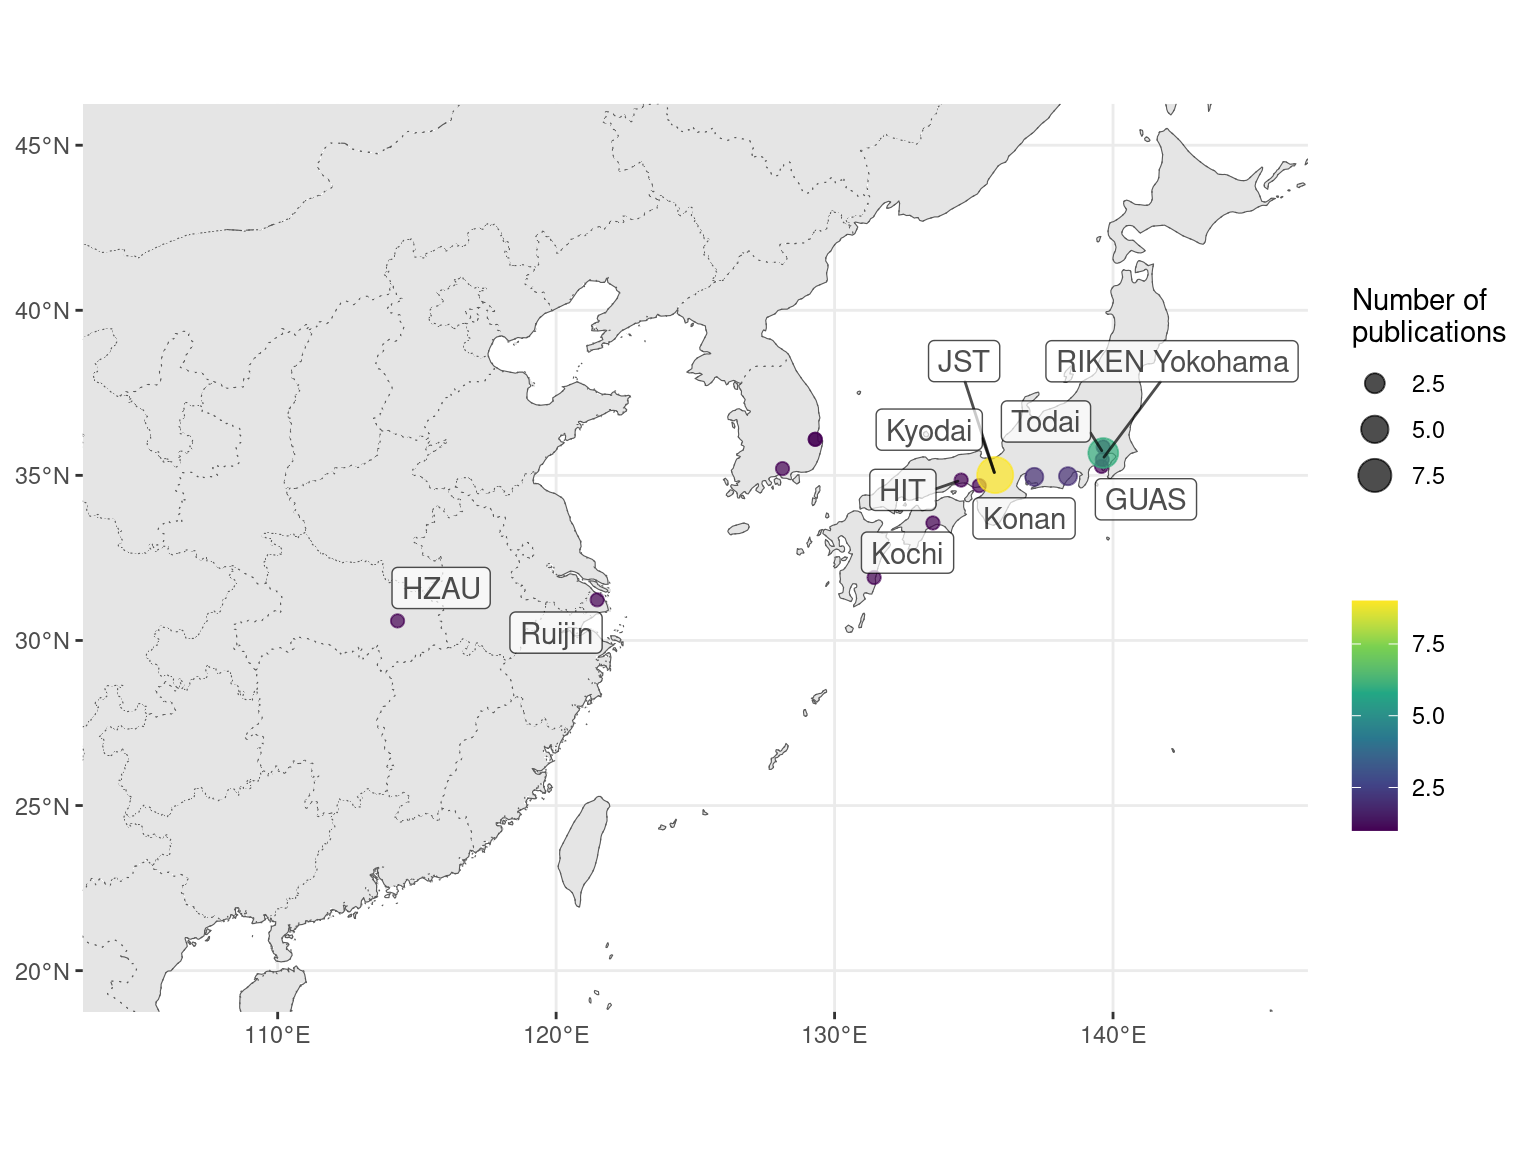 45°N
40°N
35°N
30°N
25°N
20°N
110°E
120°E
130°E
140°E
JST
RIKEN Yokohama
Kyodai
Todai
HIT
GUAS
Konan
Kochi
HZAU
Ruijin
Number of
publications
2.5
5.0
7.5
7.5
5.0
2.5